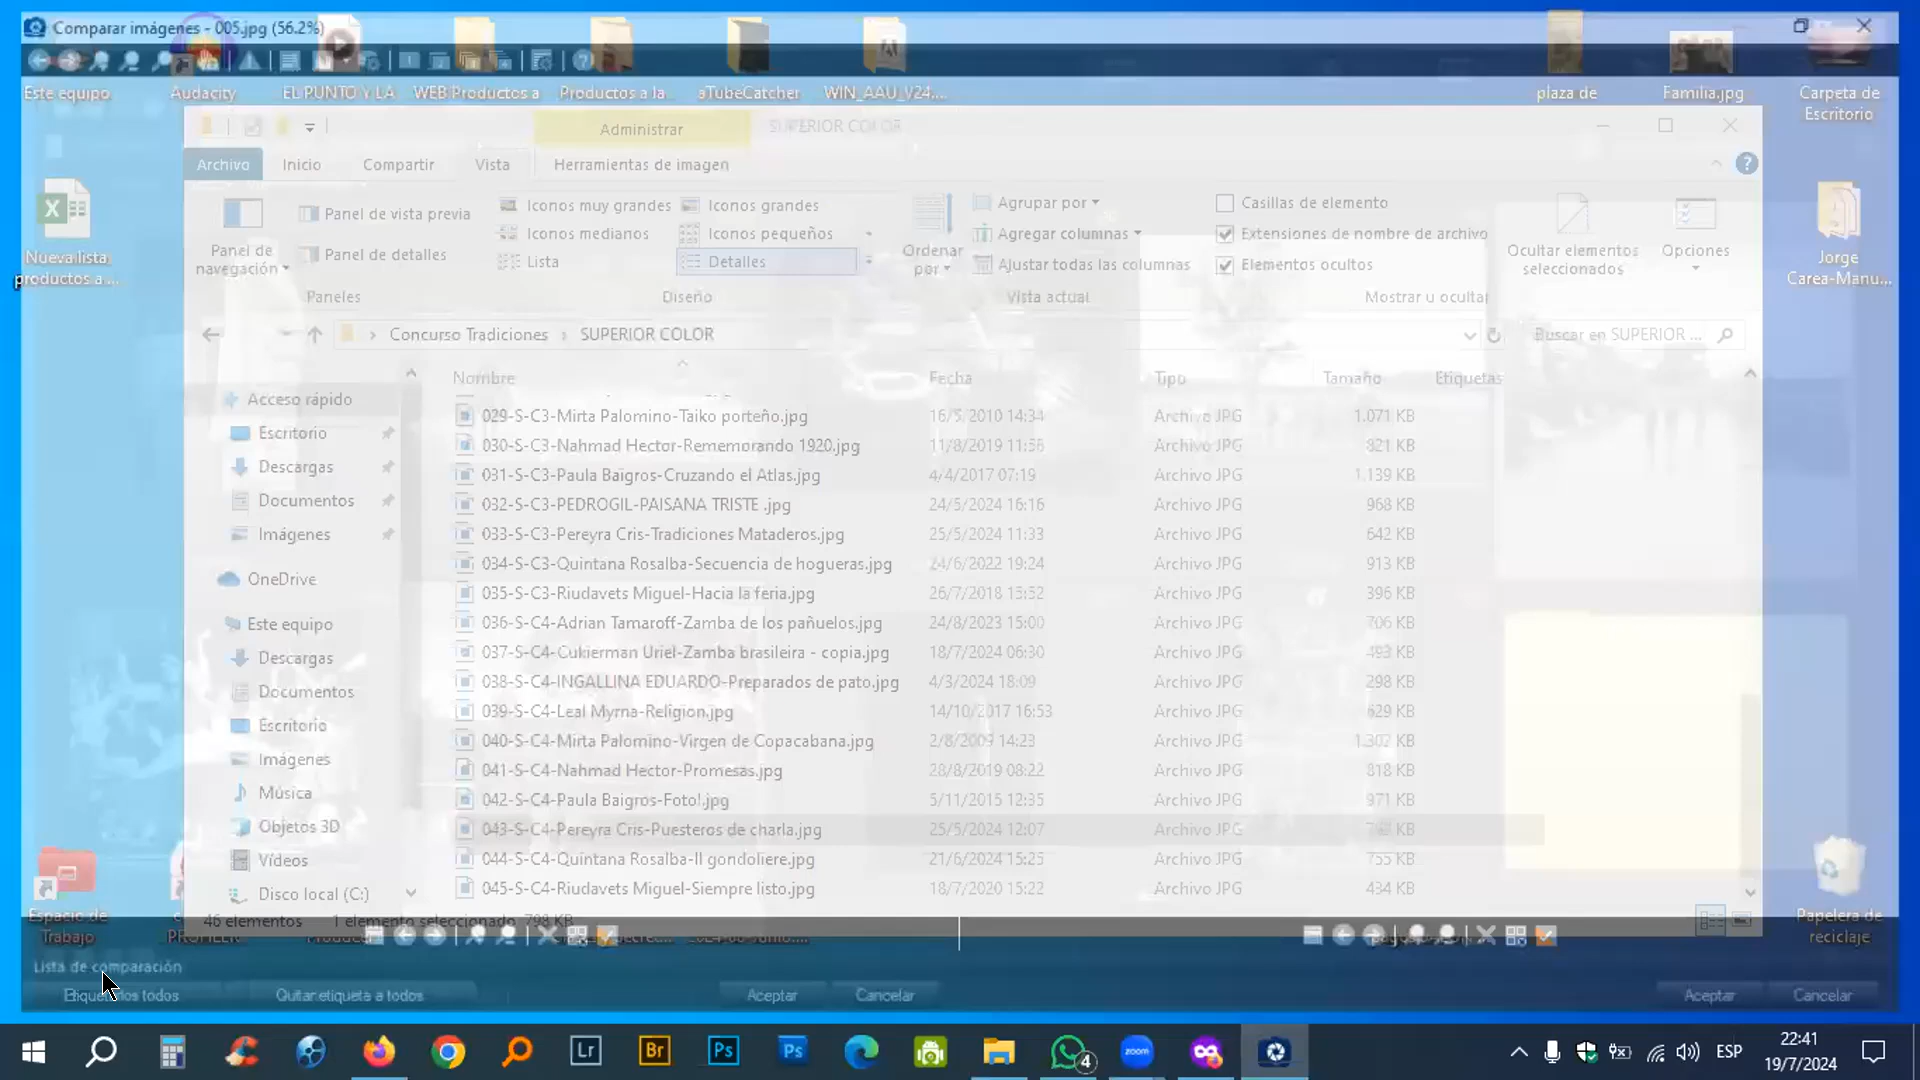 Comparar imágenes - 005.jpg (56.2%)
Este equipo
Audacity
EL PUNTO Y LA
WEB Productos a
Productos a la...
aTubeCatcher
WIN_AAU_V24....
plaza de
Familia.jpg
Carpeta de
Escritorio
Administrar
SUPERIOR COLOR
Archivo
Inicio
Compartir
Vista
Herramientas de imagen
Panel de
navegación
Panel de vista previa
Panel de detalles
Paneles
Iconos muy grandes
Iconos grandes
Iconos medianos
Iconos pequeños
Lista
Detalles
Diseño
Ordenar
por
Agrupar por
Agregar columnas
Ajustar todas las columnas
Vista actual
Casillas de elemento
Extensiones de nombre de archivo
Elementos ocultos
Mostrar u ocultar
Ocultar elementos
seleccionados
Opciones
Nueva lista
productos a ...
Jorge
Carea-Manu...
Concurso Tradiciones > SUPERIOR COLOR
Buscar en SUPERIOR ...
Nombre
Fecha
Tipo
Tamaño
Etiquetas
Acceso rápido
Escritorio
Descargas
Documentos
Imágenes
OneDrive
Este equipo
Descargas
Documentos
Escritorio
Imágenes
Música
Objetos 3D
Vídeos
Disco local (C:)
029-S-C3-Mirta Palomino-Taiko porteño.jpg 16/5/2010 14:34 Archivo JPG 1.071 KB
030-S-C3-Nahmad Hector-Rememorando 1920.jpg 11/8/2019 11:58 Archivo JPG 821 KB
031-S-C3-Paula Baigros-Cruzando el Atlas.jpg 4/4/2017 07:19 Archivo JPG 1.139 KB
032-S-C3-PEDROGIL-PAISANA TRISTE .jpg 24/5/2024 16:16 Archivo JPG 968 KB
033-S-C3-Pereyra Cris-Tradiciones Mataderos.jpg 25/5/2024 11:33 Archivo JPG 642 KB
034-S-C3-Quintana Rosalba-Secuencia de hogueras.jpg 24/6/2022 19:24 Archivo JPG 913 KB
035-S-C3-Riudavets Miguel-Hacia la feria.jpg 26/7/2018 13:52 Archivo JPG 396 KB
036-S-C4-Adrian Tamaroff-Zamba de los pañuelos.jpg 24/8/2023 15:00 Archivo JPG 706 KB
037-S-C4-Cukierman Uriel-Zamba brasileira - copia.jpg 18/7/2024 06:30 Archivo JPG 493 KB
038-S-C4-INGALLINA EDUARDO-Preparados de pato.jpg 4/3/2024 18:09 Archivo JPG 298 KB
039-S-C4-Leal Myrna-Religion.jpg 14/10/2017 16:53 Archivo JPG 629 KB
040-S-C4-Mirta Palomino-Virgen de Copacabana.jpg 2/8/2009 14:23 Archivo JPG 1.302 KB
041-S-C4-Nahmad Hector-Promesas.jpg 28/8/2019 08:22 Archivo JPG 818 KB
042-S-C4-Paula Baigros-Fotol.jpg 5/11/2015 12:35 Archivo JPG 971 KB
043-S-C4-Pereyra Cris-Puesteros de charla.jpg 25/5/2024 12:07 Archivo JPG 798 KB
044-S-C4-Quintana Rosalba-Il gondoliere.jpg 21/6/2024 15:25 Archivo JPG 755 KB
045-S-C4-Riudavets Miguel-Siempre listo.jpg 18/7/2020 15:22 Archivo JPG 434 KB
46 elementos
1 elemento seleccionado 798 KB
Espacio de
Trabajo
Papelera de
reciclaje
Lista de comparación
Quitar etiqueta a todos
Aceptar
Cancelar
Aceptar
Cancelar
Lr
Br
Ps
Ps
4
zoom
ESP
22:41
19/7/2024